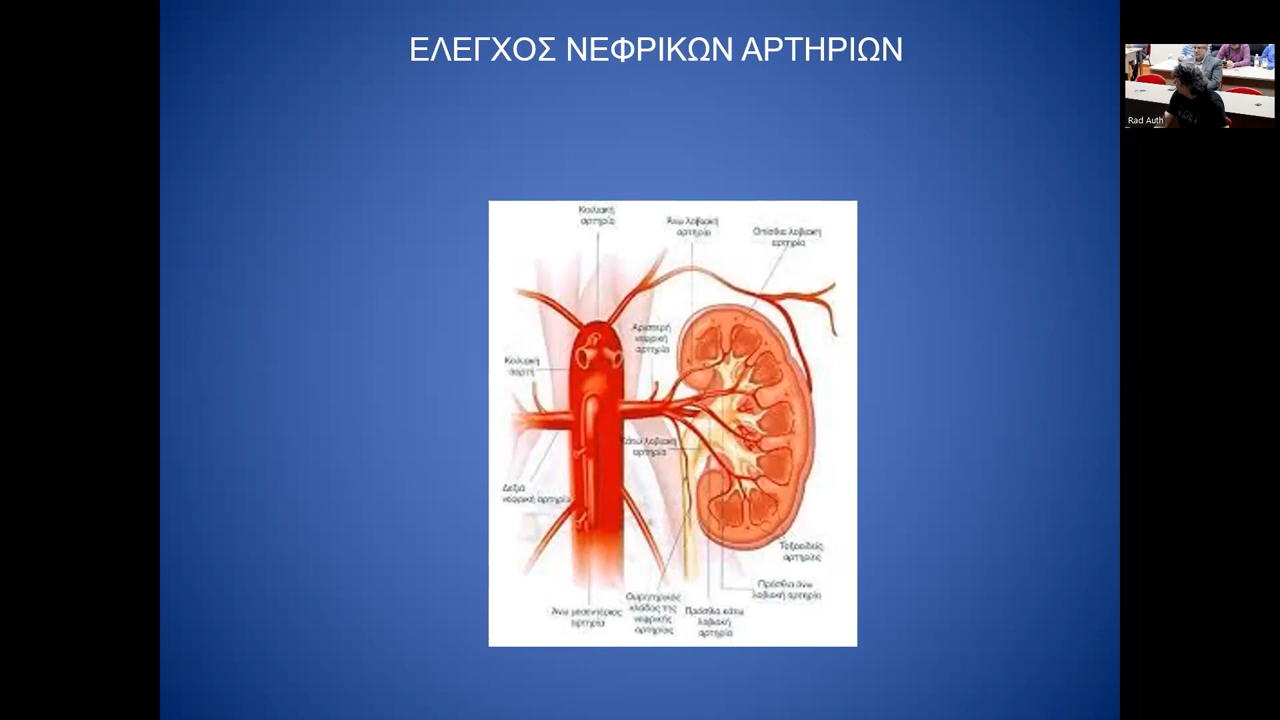 ΕΛΕΓΧΟΣ ΝΕΦΡΙΚΩΝ ΑΡΤΗΡΙΩΝ
Rad Auth
Κοιλιακή
αρτηρία
Άνω λοβιακή
αρτηρία
Οπίσθια λοβιακή
αρτηρία
Αριστερή
νεφρική
αρτηρία
Κοιλιακή
αορτή
Κάτω λοβιακή
αρτηρία
Δεξιά
νεφρική αρτηρία
Τοξοειδείς
αρτηρίες
Πρόσθια άνω
λοβιακή αρτηρία
Άνω μεσεντέριος
αρτηρία
Ουρητηρικός
κλάδος της
νεφρικής
αρτηρίας
Πρόσθια κάτω
λοβιακή
αρτηρία